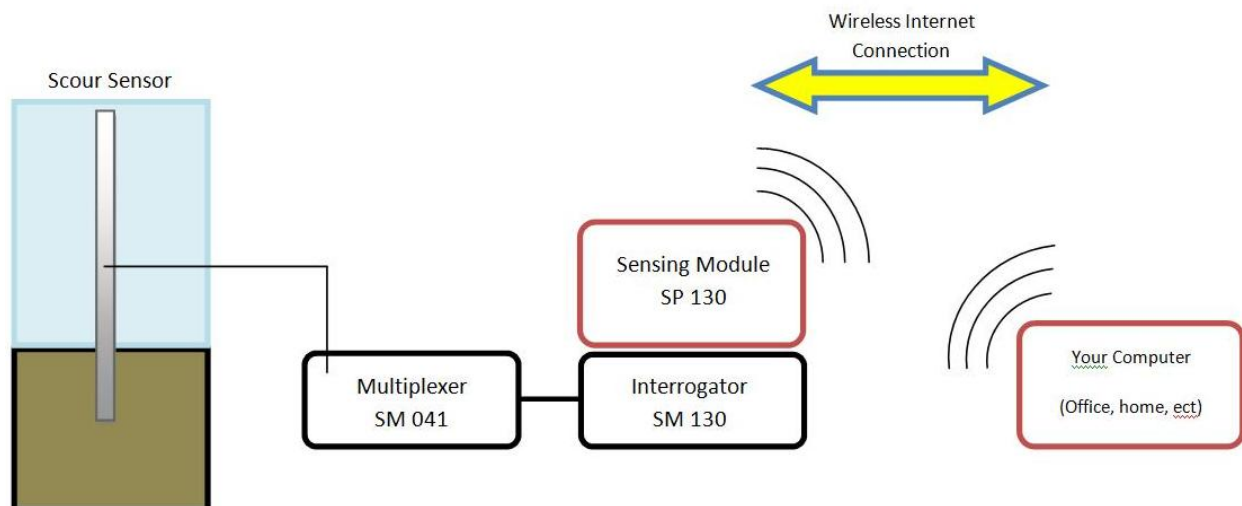 Wireless Internet
Connection
Scour Sensor
Sensing Module
SP 130
Multiplexer
SM 041
Interrogator
SM 130
Your Computer
(Office, home, ect)